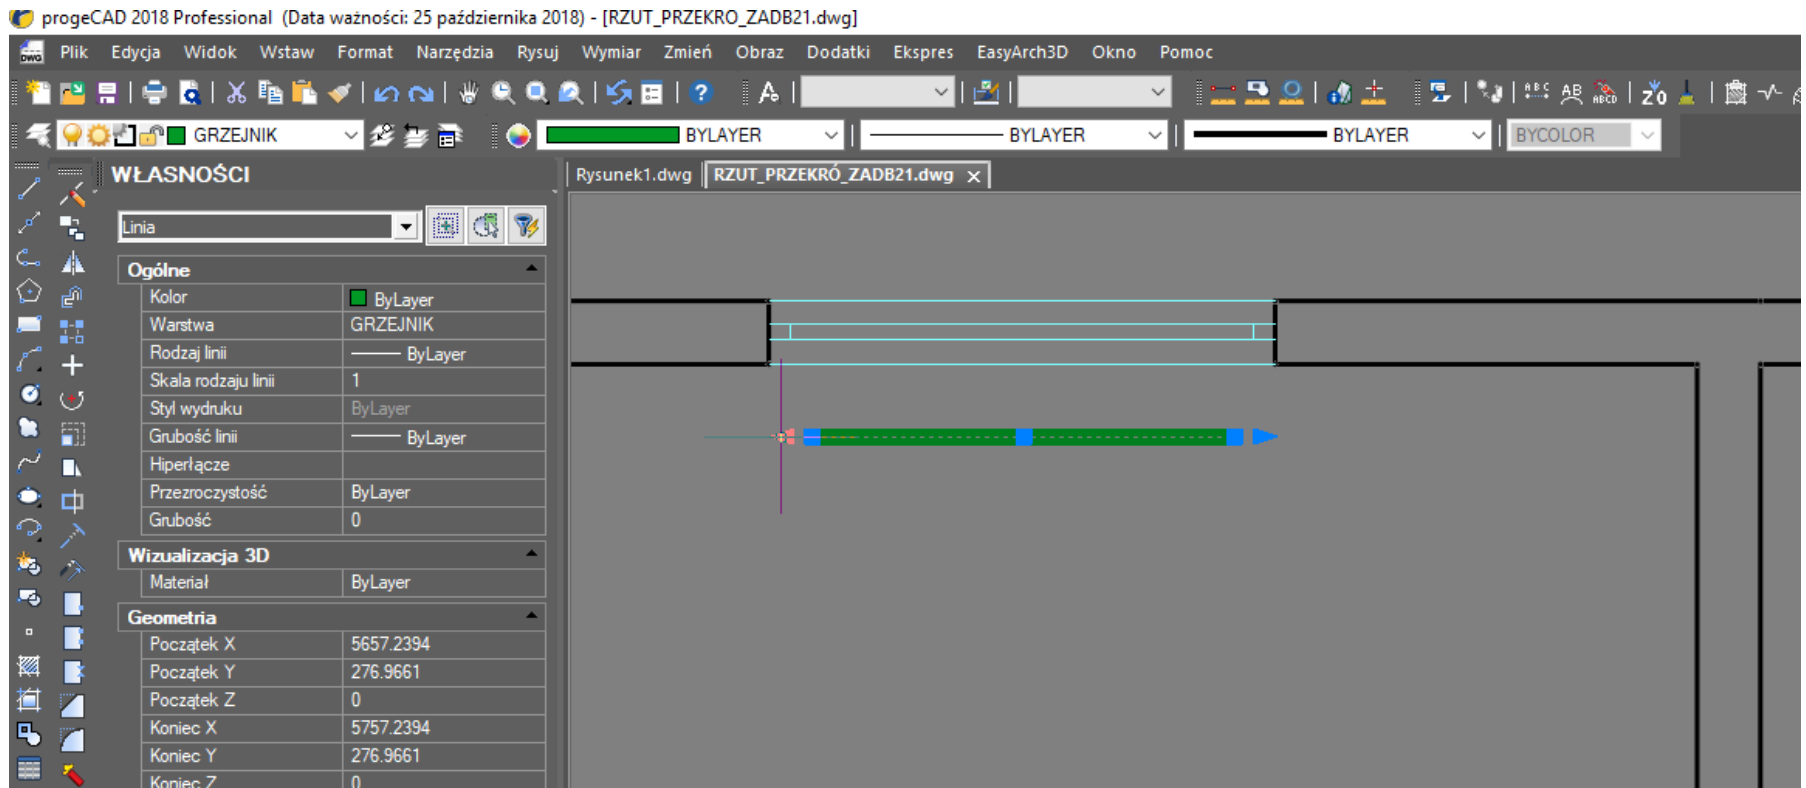 progeCAD 2018 Professional (Data ważności: 25 października 2018) - [RZUT_PRZEKRO_ZADB21.dwg]
Plik Edycja Widok Wstaw Format Narzędzia Rysuj Wymiar Zmień Obraz Dodatki Ekspres EasyArch3D Okno Pomoc
GRZEJNIK BYLAYER BYLAYER BYLAYER BYCOLOR
WŁASNOŚCI
Rysunek1.dwg RZUT_PRZEKRÓ_ZADB21.dwg
Linia
Ogólne
Kolor ByLayer
Warstwa GRZEJNIK
Rodzaj linii ByLayer
Skala rodzaju linii 1
Styl wydruku ByLayer
Grubość linii ByLayer
Hiperłącze
Przezroczystość ByLayer
Grubość 0
Wizualizacja 3D
Materiał ByLayer
Geometria
Początek X 5657.2394
Początek Y 276.9661
Początek Z 0
Koniec X 5757.2394
Koniec Y 276.9661
Koniec Z 0